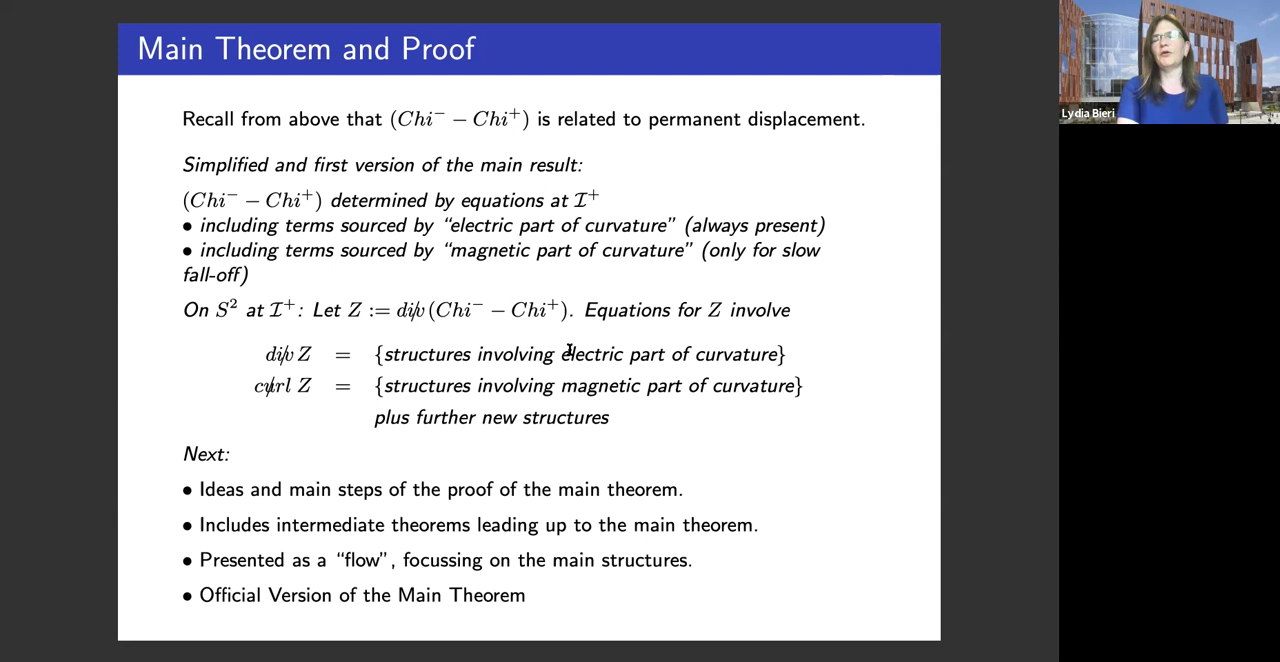 Main Theorem and Proof
Recall from above that (Chi⁻ − Chi⁺) is related to permanent displacement.
Simplified and first version of the main result:
(Chi⁻ − Chi⁺) determined by equations at ℐ⁺
• including terms sourced by “electric part of curvature” (always present)
• including terms sourced by “magnetic part of curvature” (only for slow
fall-off)
On S² at ℐ⁺: Let Z := div̸ (Chi⁻ − Chi⁺). Equations for Z involve
div̸ Z = {structures involving electric part of curvature}
cu̸rl Z = {structures involving magnetic part of curvature}
plus further new structures
Next:
• Ideas and main steps of the proof of the main theorem.
• Includes intermediate theorems leading up to the main theorem.
• Presented as a “flow”, focussing on the main structures.
• Official Version of the Main Theorem
Lydia Bieri